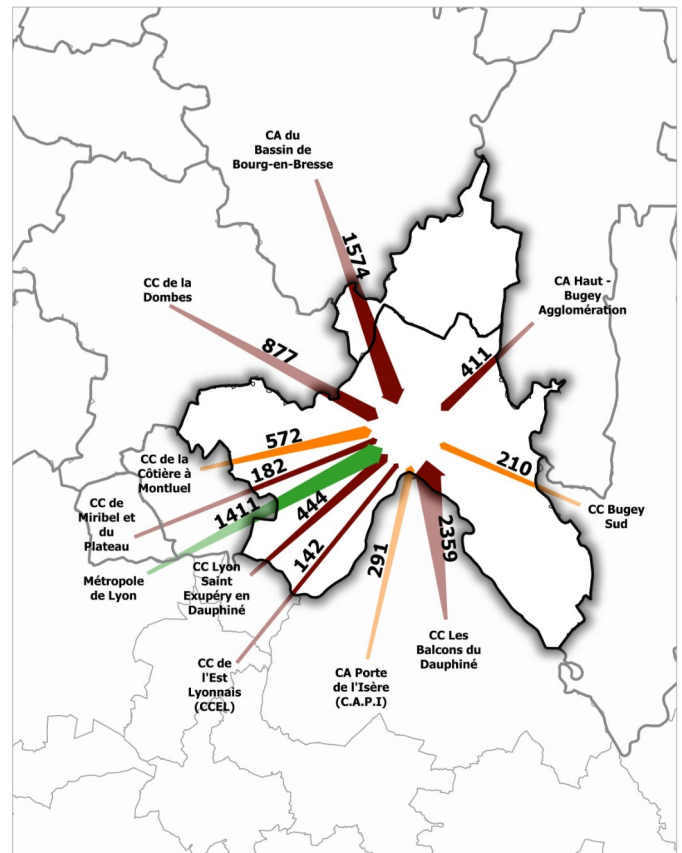 CA du
Bassin de
Bourg-en-Bresse
1574
CC de la
Dombes
877
CA Haut -
Bugey
Agglomération
411
572
CC de la
Côtière à
Montluel
182
CC de
Miribel et
du
Plateau
1411
Métropole
de Lyon
444
CC Lyon
Saint
Exupéry en
Dauphiné
142
CC de
l'Est
Lyonnais
(CCEL)
291
CA Porte
de l'Isère
(C.A.P.I)
2359
CC Les
Balcons du
Dauphiné
210
CC Bugey
Sud